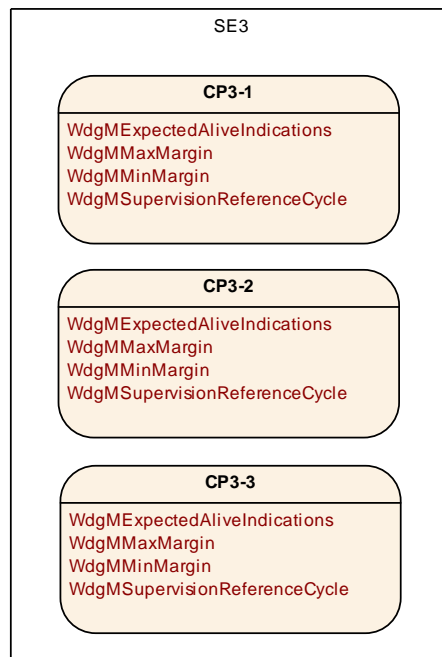 SE3
CP3-1
WdgMExpectedAliveIndications
WdgMMaxMargin
WdgMMinMargin
WdgMSupervisionReferenceCycle
CP3-2
WdgMExpectedAliveIndications
WdgMMaxMargin
WdgMMinMargin
WdgMSupervisionReferenceCycle
CP3-3
WdgMExpectedAliveIndications
WdgMMaxMargin
WdgMMinMargin
WdgMSupervisionReferenceCycle